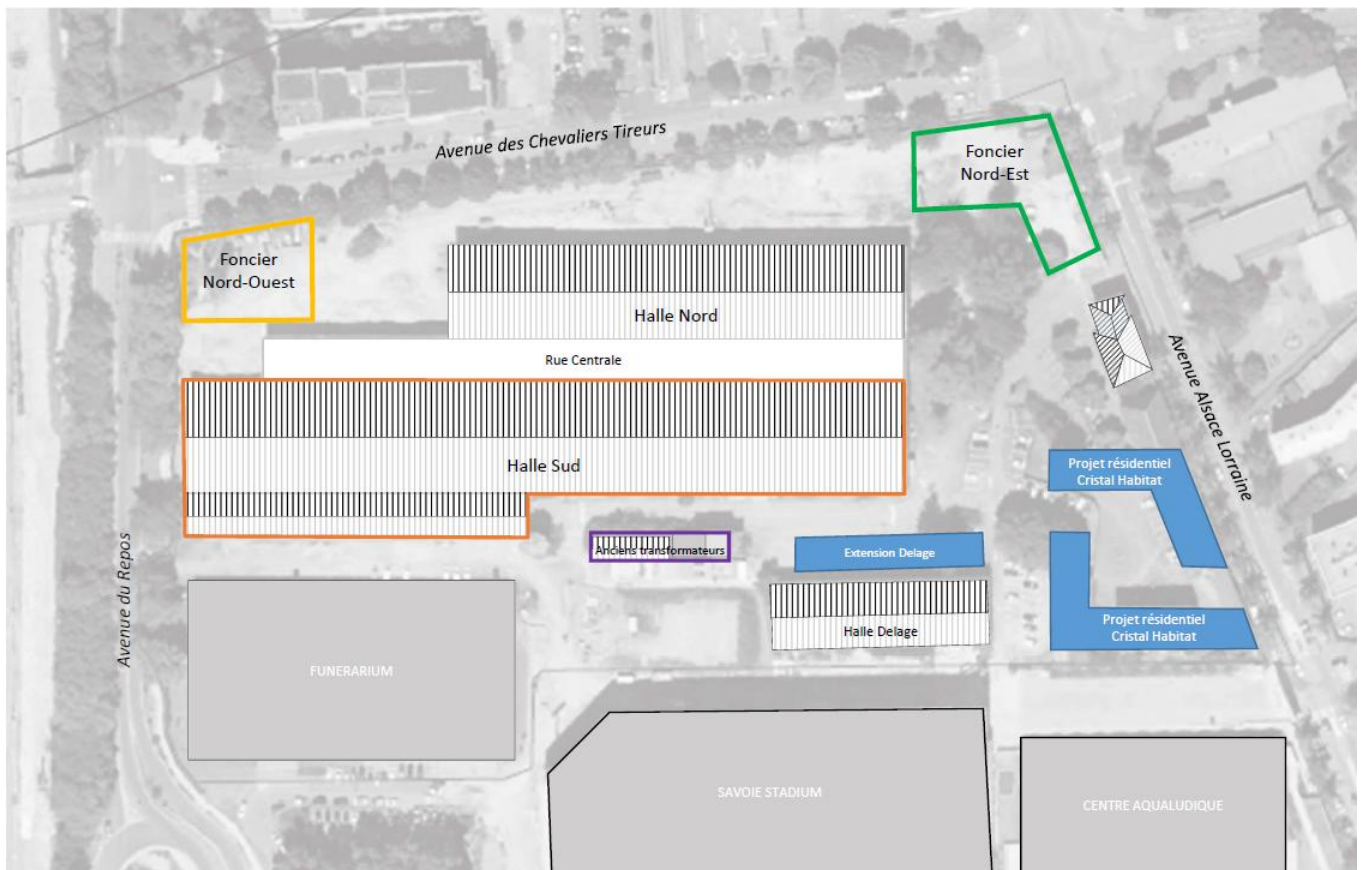 Avenue des Chevaliers Tireurs
Foncier
Nord-Est
Foncier
Nord-Ouest
Halle Nord
Rue Centrale
Avenue Alsace Lorraine
Halle Sud
Projet résidentiel
Cristal Habitat
Anciens transformateurs
Extension Delage
Avenue du Repos
Halle Delage
Projet résidentiel
Cristal Habitat
FUNERARIUM
SAVOIE STADIUM
CENTRE AQUALUDIQUE